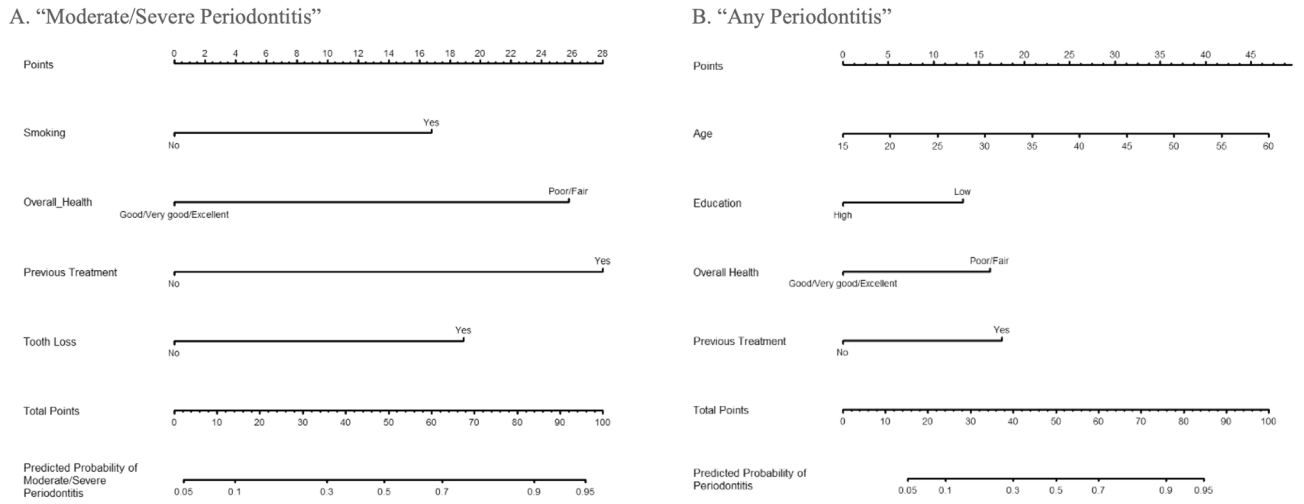 A. “Moderate/Severe Periodontitis”
Points
0 2 4 6 8 10 12 14 16 18 20 22 24 26 28
Smoking
Yes
No
Overall_Health
Poor/Fair
Good/Very good/Excellent
Previous Treatment
Yes
No
Tooth Loss
Yes
No
Total Points
0 10 20 30 40 50 60 70 80 90 100
Predicted Probability of
Moderate/Severe
Periodontitis
0.05 0.1 0.3 0.5 0.7 0.9 0.95
B. “Any Periodontitis”
Points
0 5 10 15 20 25 30 35 40 45
Age
15 20 25 30 35 40 45 50 55 60
Education
Low
High
Overall Health
Poor/Fair
Good/Very good/Excellent
Previous Treatment
Yes
No
Total Points
0 10 20 30 40 50 60 70 80 90 100
Predicted Probability of
Periodontitis
0.05 0.1 0.3 0.5 0.7 0.9 0.95